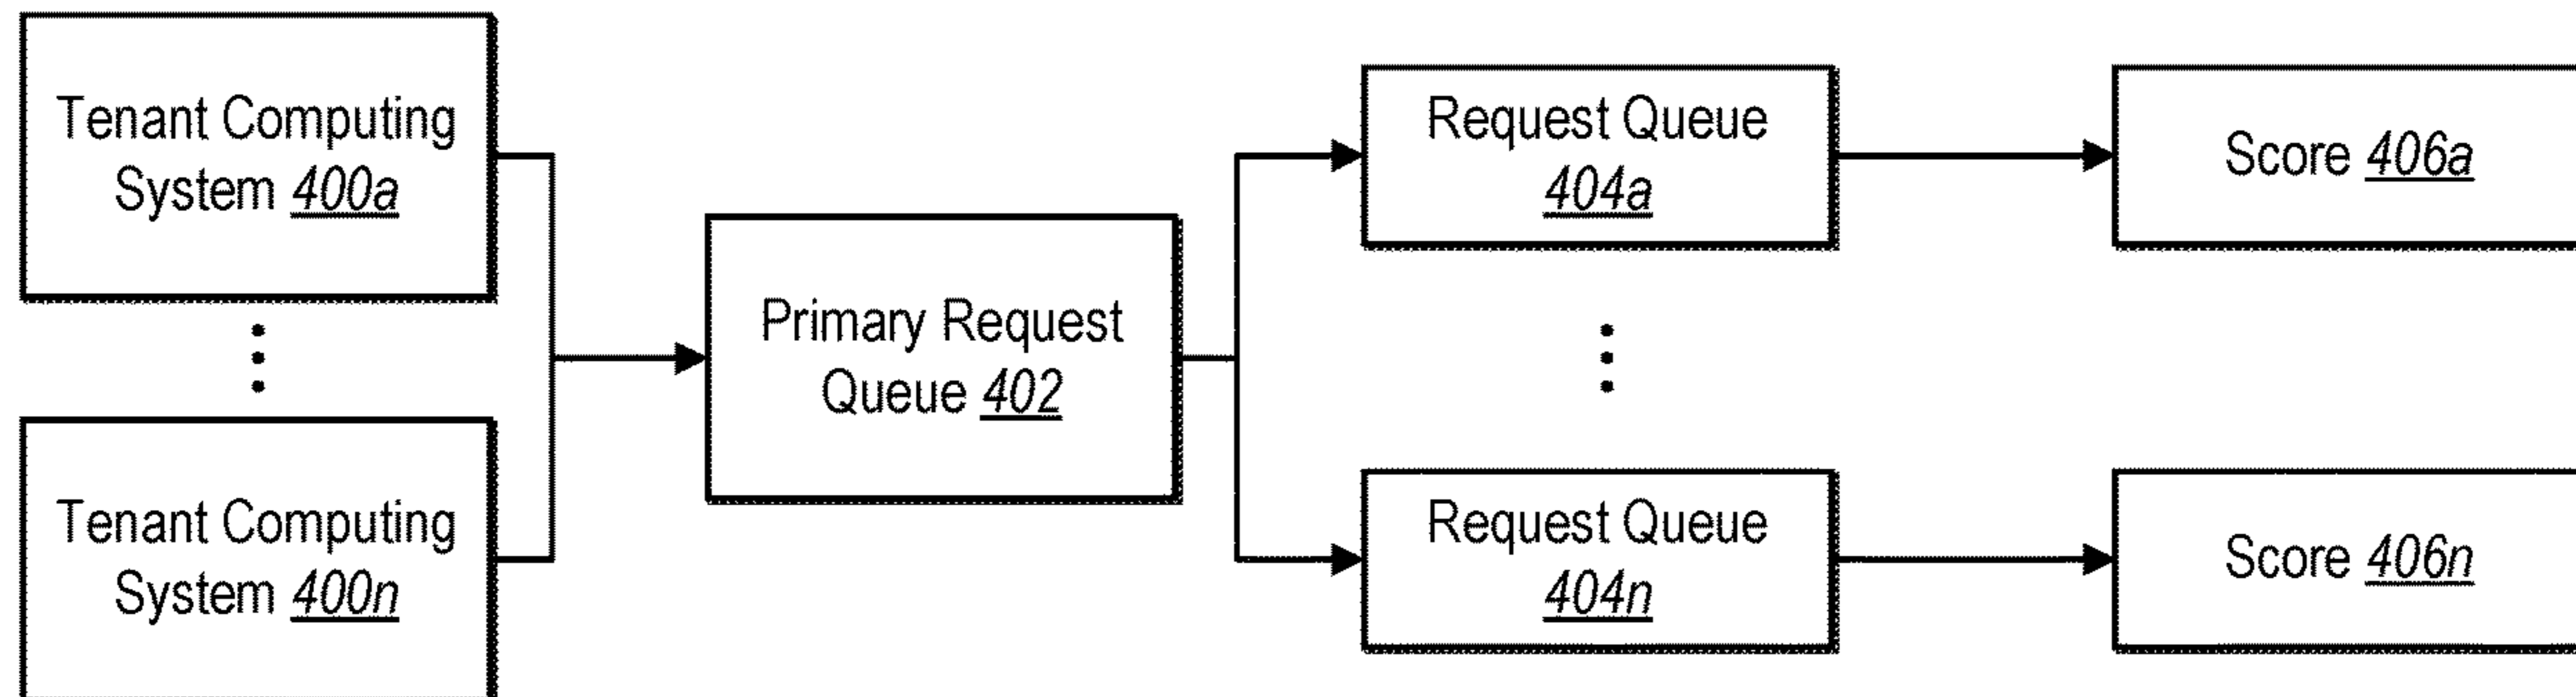 Tenant Computing
System 400a
Tenant Computing
System 400n
Primary Request
Queue 402
Request Queue
404a
Request Queue
404n
Score 406a
Score 406n